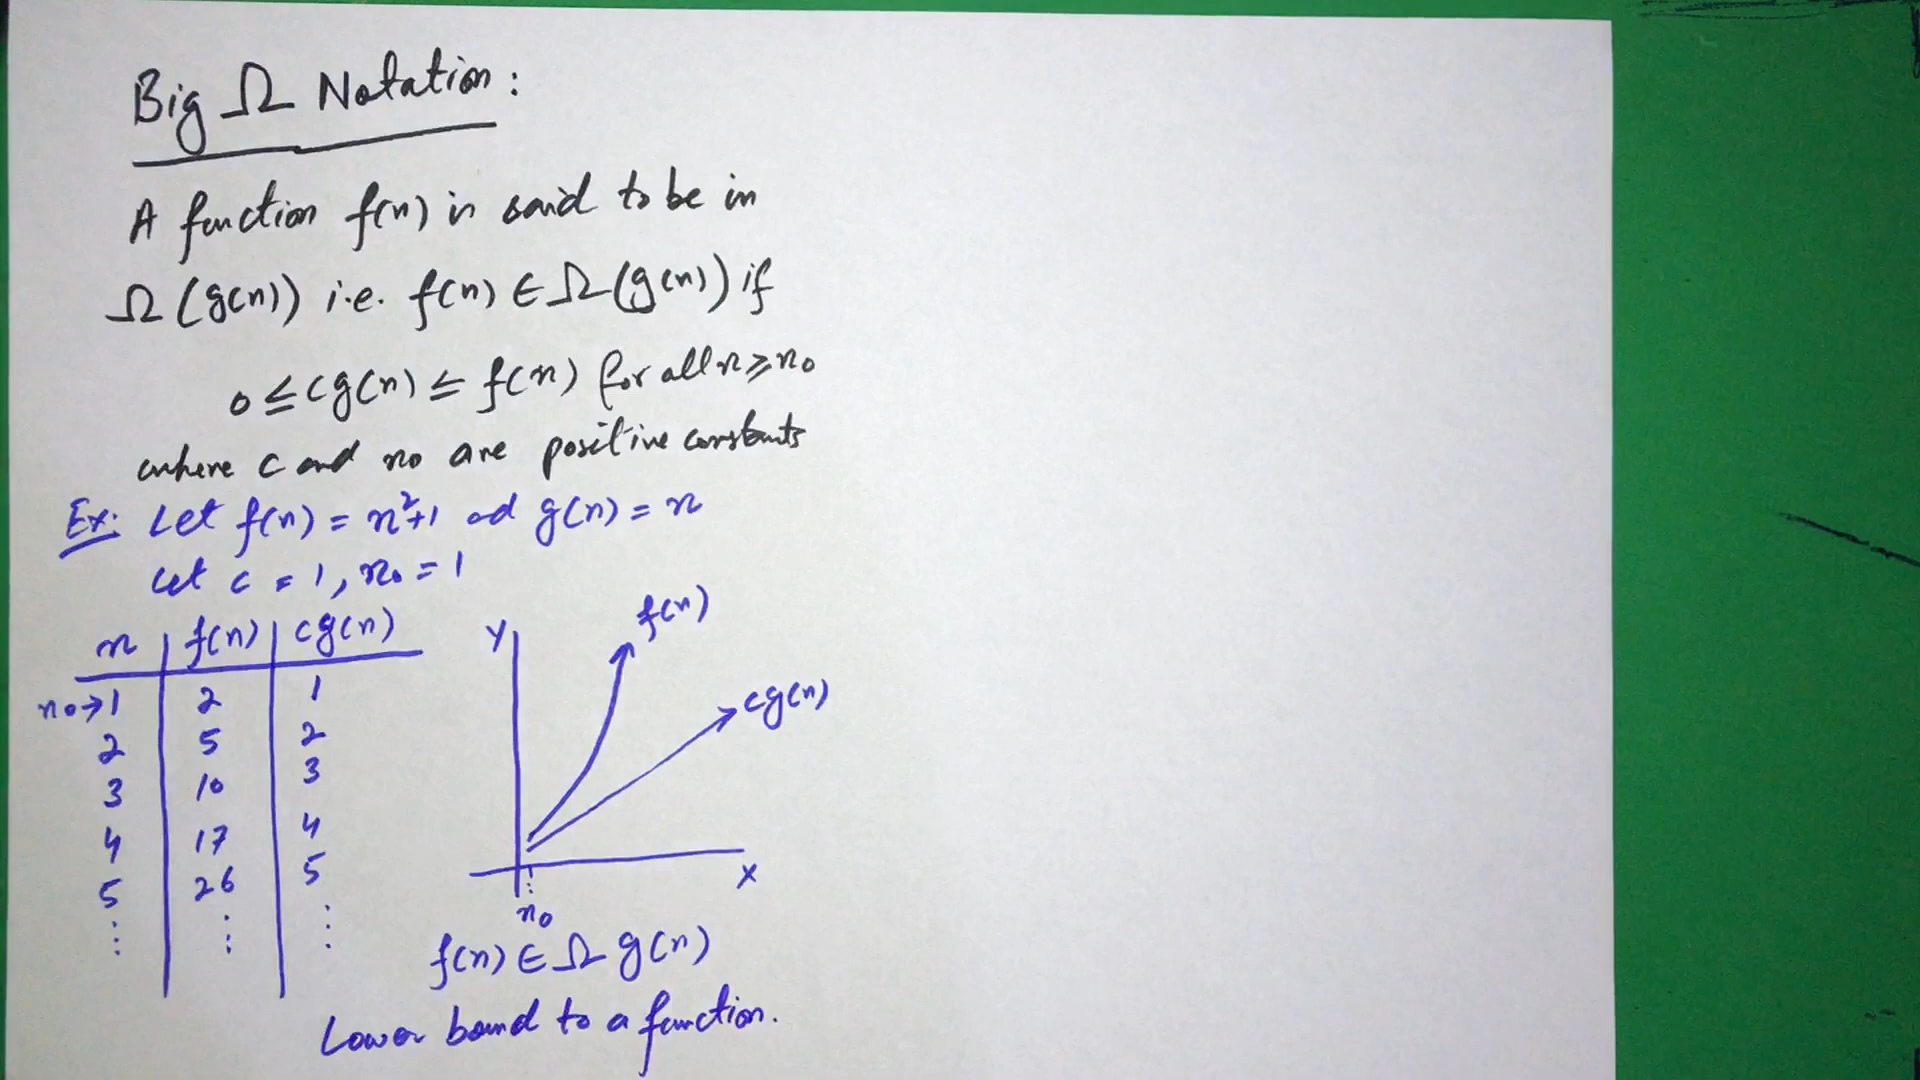 Big Ω Notation:
A function f(n) is said to be in
Ω (g(n)) i.e. f(n) ∈ Ω (g(n)) if
0 ≤ cg(n) ≤ f(n) for all n ≥ n0
where c and n0 are positive constants
Ex: Let f(n) = n²+1 ad g(n) = n
Let c = 1, n0 = 1
n | f(n) | cg(n)
n0→1 2 1
2 5 2
3 10 3
4 17 4
5 26 5
⋮ ⋮ ⋮
Y
f(n)
cg(n)
X
n0
f(n) ∈ Ω g(n)
Lower bound to a function.